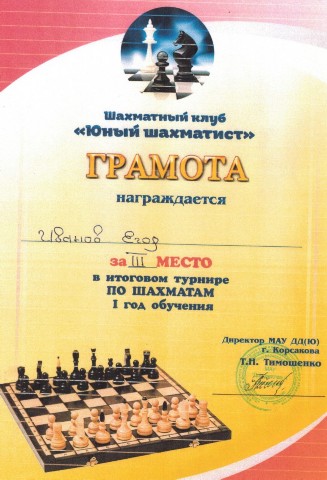 Шахматный клуб
«Юный шахматист»
ГРАМОТА
награждается
Иванов Егор
за III МЕСТО
в итоговом турнире
ПО ШАХМАТАМ
I год обучения
Директор МАУ ДД(Ю)
г. Корсакова
Т.Н. Тимошенко